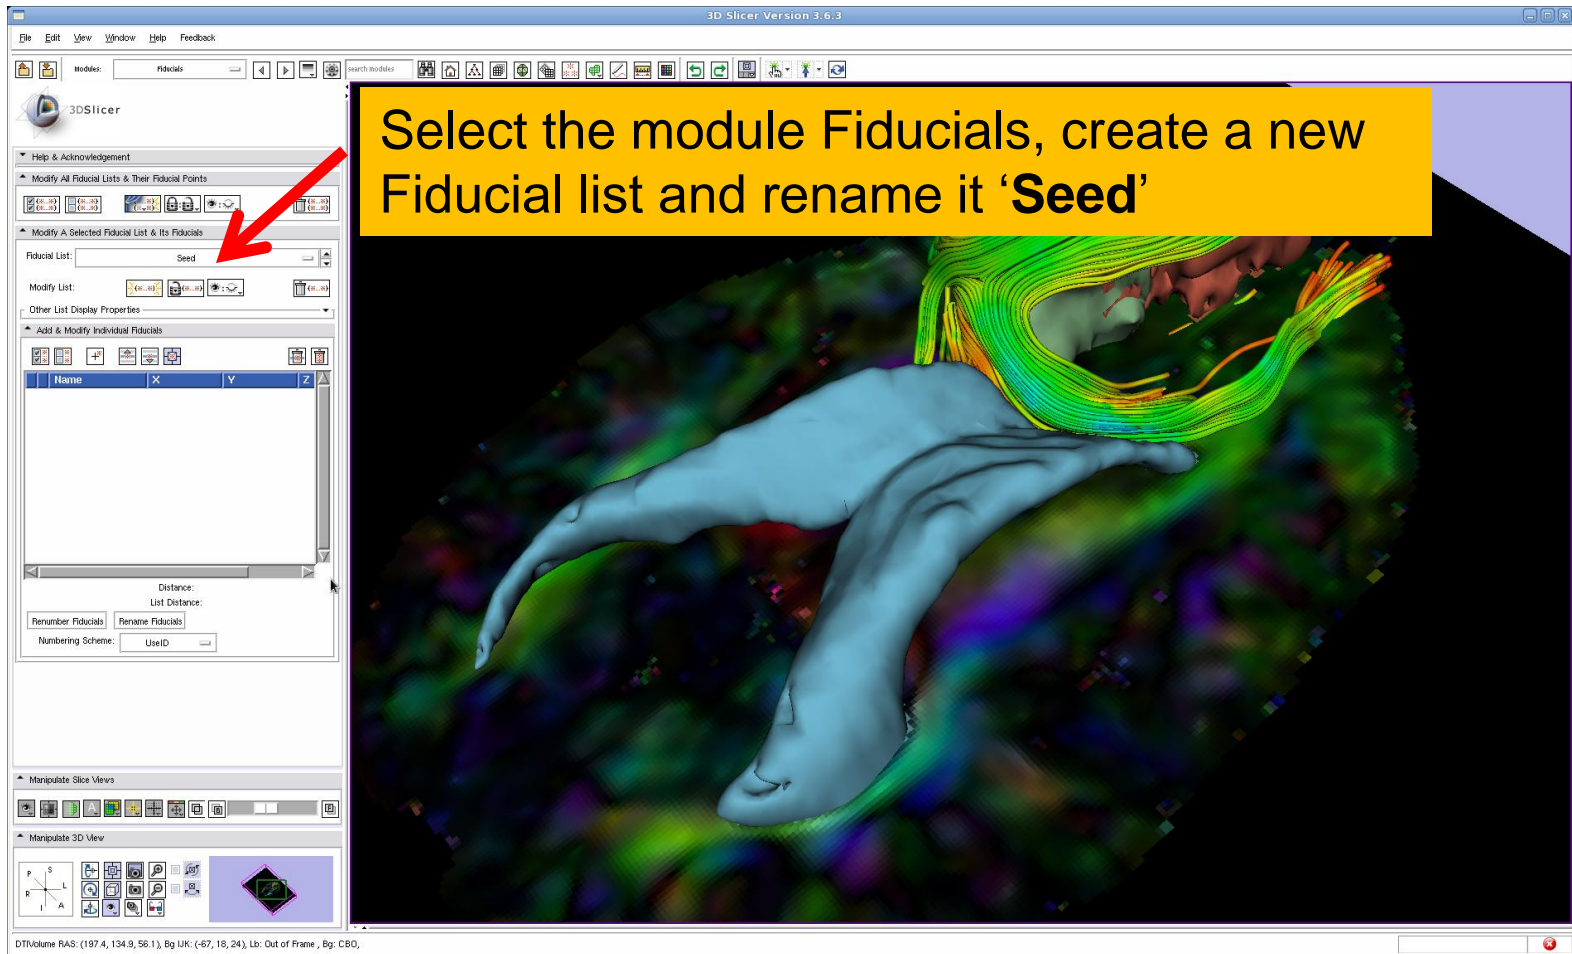 3D Slicer Version 3.6.3
File Edit View Window Help Feedback
Modules: Fiducials search modules
3DSlicer
Select the module Fiducials, create a new
Fiducial list and rename it ‘Seed’
Help & Acknowledgement
Modify All Fiducial Lists & Their Fiducial Points
Modify A Selected Fiducial List & Its Fiducials
Fiducial List: Seed
Modify List:
Other List Display Properties
Add & Modify Individual Fiducials
Name X Y Z
Distance:
List Distance:
Renumber Fiducials Rename Fiducials
Numbering Scheme: UseID
Manipulate Slice Views
Manipulate 3D View
P S
R L
I A
DTIVolume RAS: (197.4, 134.9, 56.1), Bg IJK: (-67, 18, 24), Lb: Out of Frame , Bg: CBO,